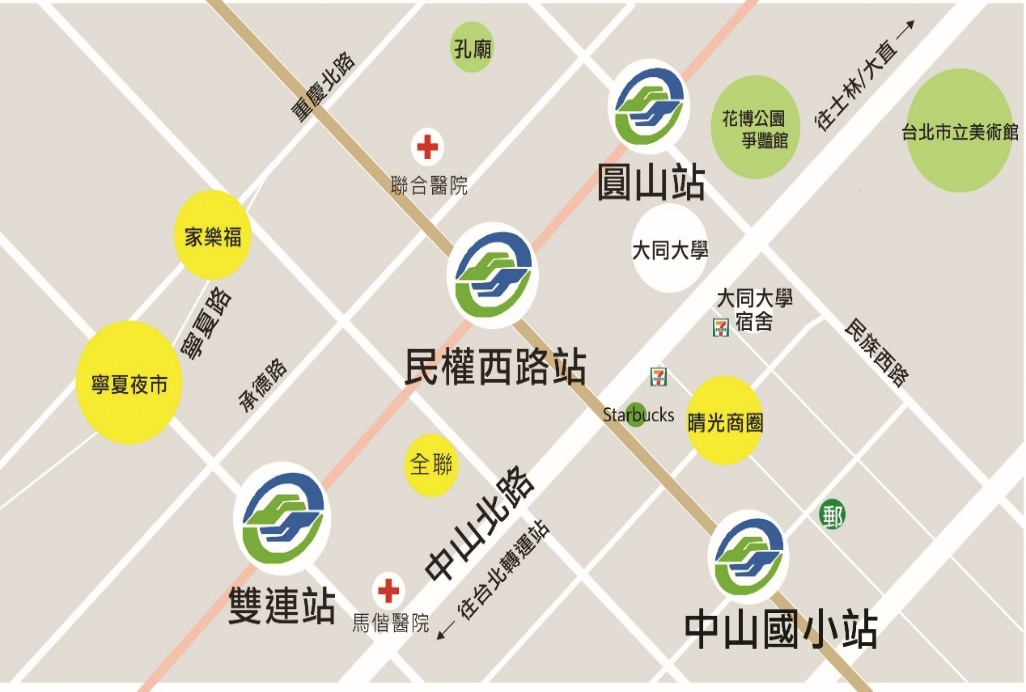 孔廟
重慶北路
往士林/大直
花博公園
爭豔館
台北市立美術館
聯合醫院
圓山站
家樂福
大同大學
大同大學
宿舍
7
寧夏路
民族西路
民權西路站
7
寧夏夜市
承德路
Starbucks
晴光商圈
全聯
中山北路
郵
往台北轉運站
雙連站
馬偕醫院
中山國小站